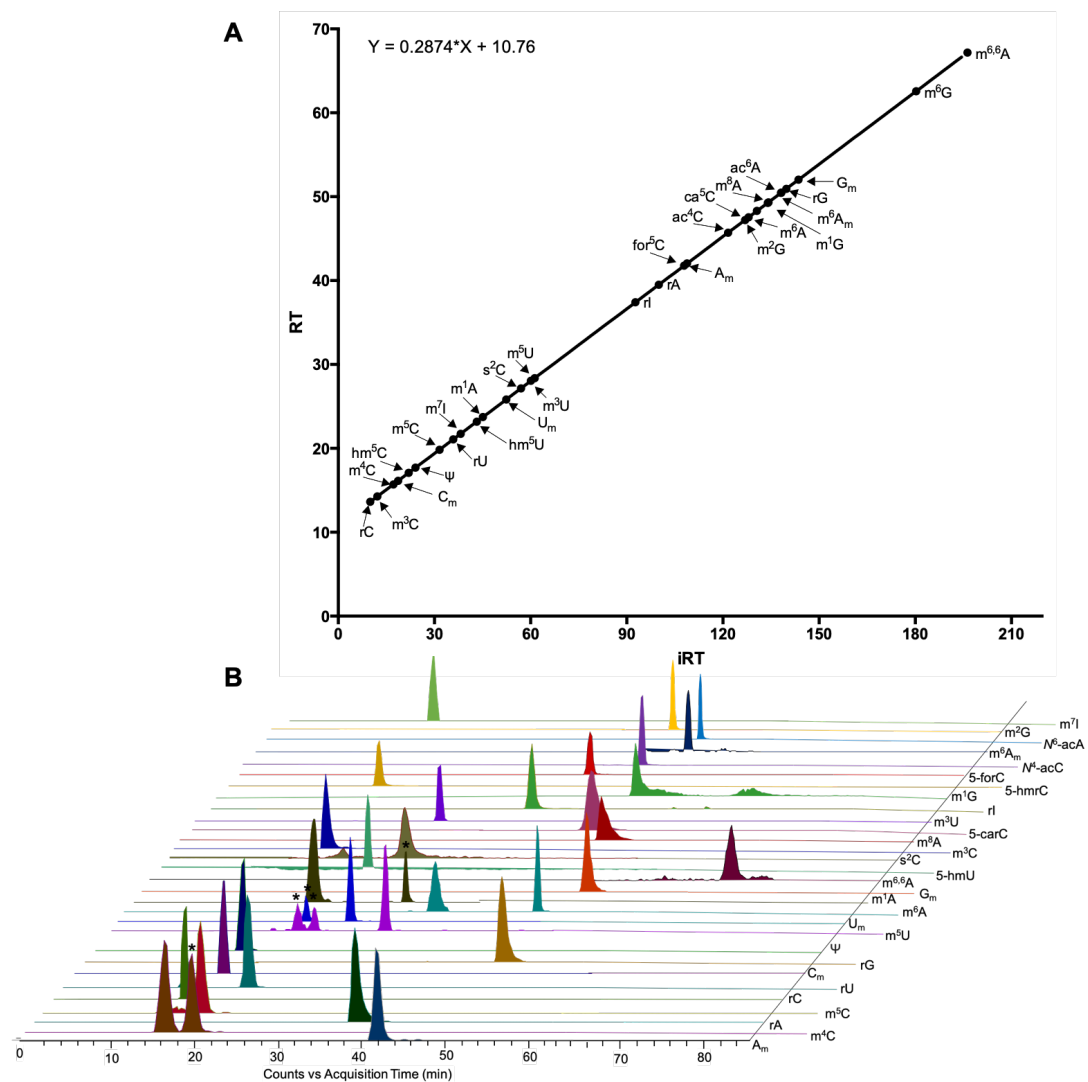 A
Y = 0.2874*X + 10.76
70
60
50
40
30
20
10
0
RT
m⁶,⁶A
m⁶G
ac⁶A
m⁸A
Gₘ
rG
ca⁵C
m⁶Aₘ
ac⁴C
m⁶A
m¹G
m²G
for⁵C
Aₘ
rA
rI
m⁵U
s²C
m³U
m¹A
Uₘ
m⁷I
hm⁵U
m⁵C
rU
hm⁵C
Ψ
m⁴C
Cₘ
rC
m³C
0 30 60 90 120 150 180 210
iRT
B
m⁷I
m²G
N⁶-acA
m⁶Aₘ
N⁴-acC
5-forC
5-hmrC
m¹G
rI
m³U
5-carC
m⁸A
m³C
s²C
5-hmU
m⁶,⁶A
Gₘ
m¹A
m⁶A
Uₘ
m⁵U
Ψ
rG
Cₘ
rU
rC
m⁵C
rA
m⁴C
Aₘ
*
*
* *
*
0 10 20 30 40 50 60 70 80
Counts vs Acquisition Time (min)